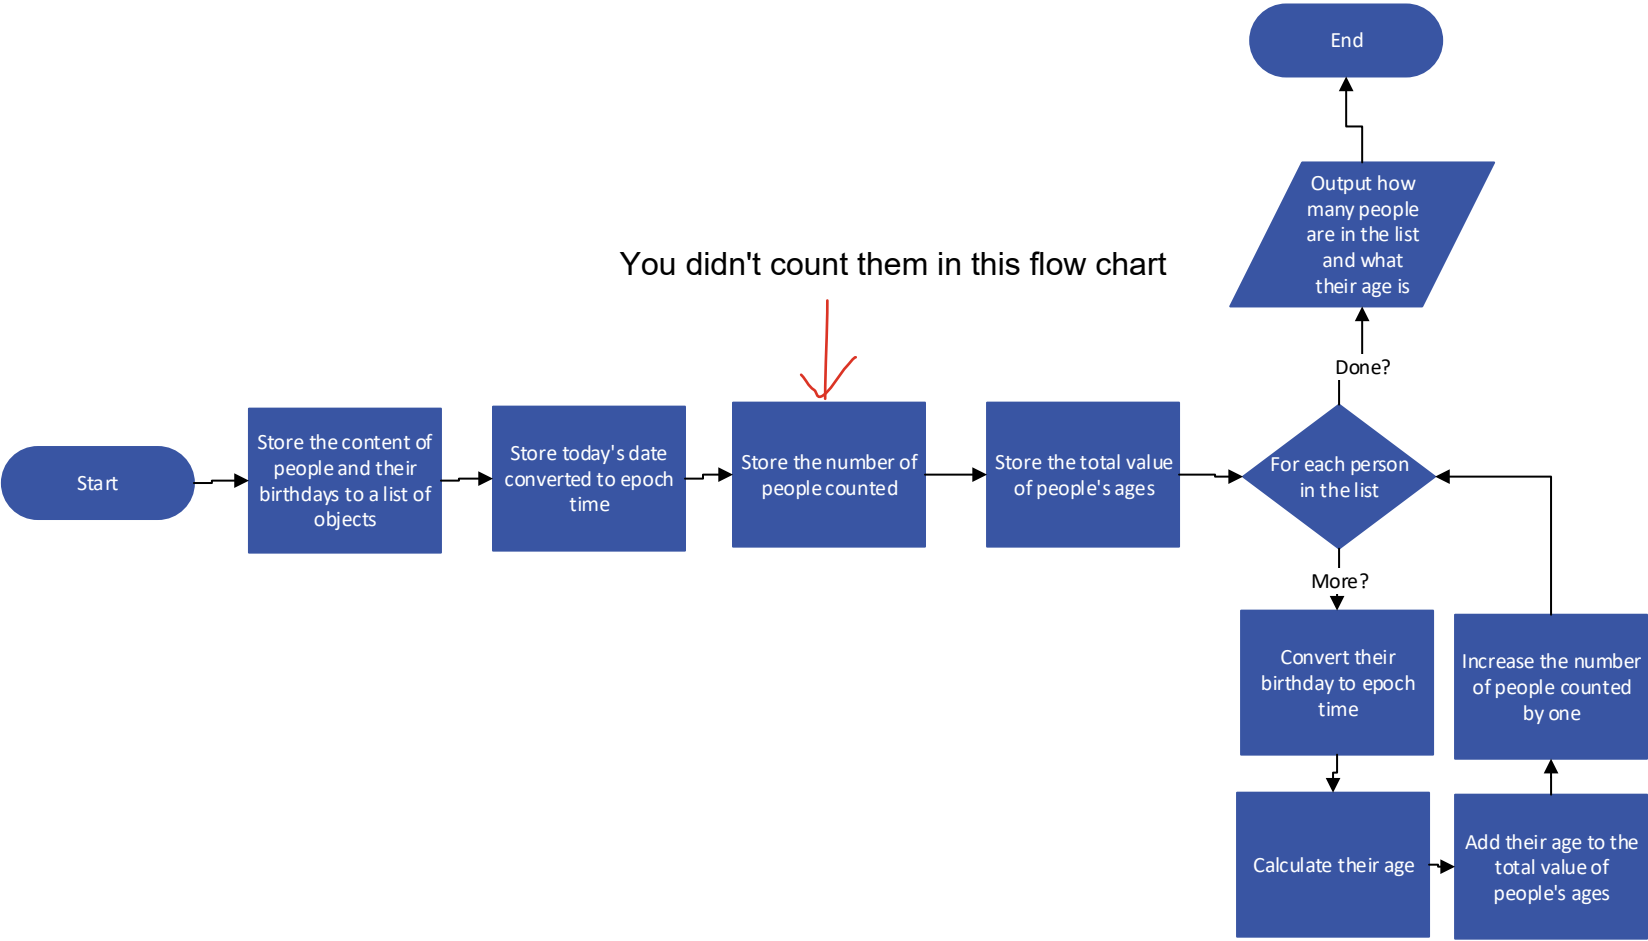 Start
Store the content of
people and their
birthdays to a list of
objects
Store today's date
converted to epoch
time
You didn't count them in this flow chart
Store the number of
people counted
Store the total value
of people's ages
For each person
in the list
Done?
Output how
many people
are in the list
and what
their age is
End
More?
Convert their
birthday to epoch
time
Calculate their age
Add their age to the
total value of
people's ages
Increase the number
of people counted
by one